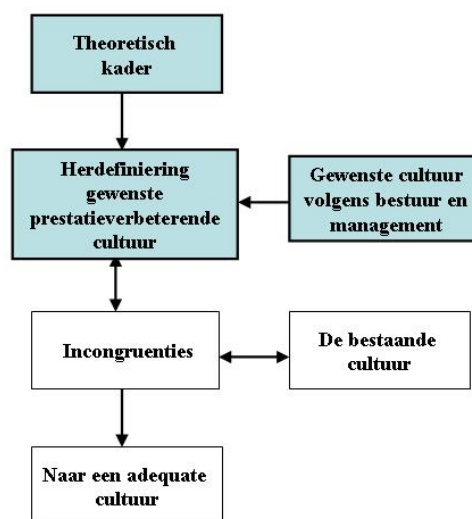 Theoretisch
kader
Herdefiniering
gewenste
prestatieverbeterende
cultuur
Gewenste cultuur
volgens bestuur en
management
Incongruenties
De bestaande
cultuur
Naar een adequate
cultuur